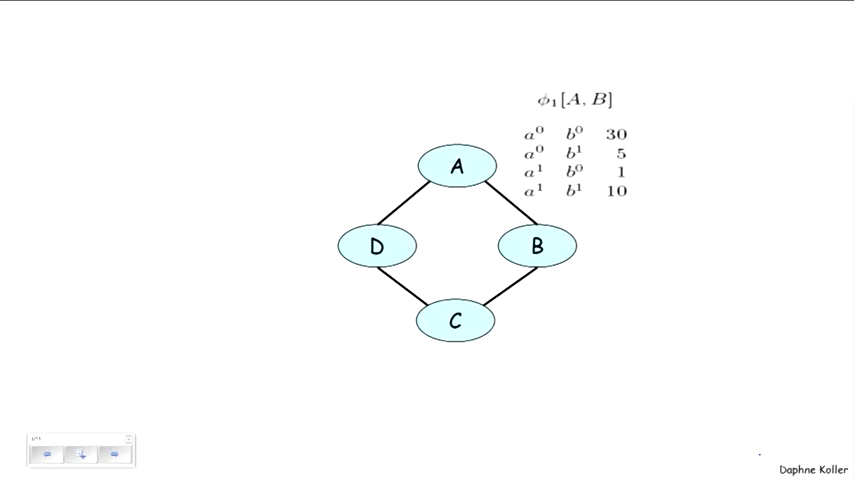 ϕ₁[A, B]
a⁰ b⁰ 30
a⁰ b¹ 5
a¹ b⁰ 1
a¹ b¹ 10
A
D
B
C
Daphne Koller